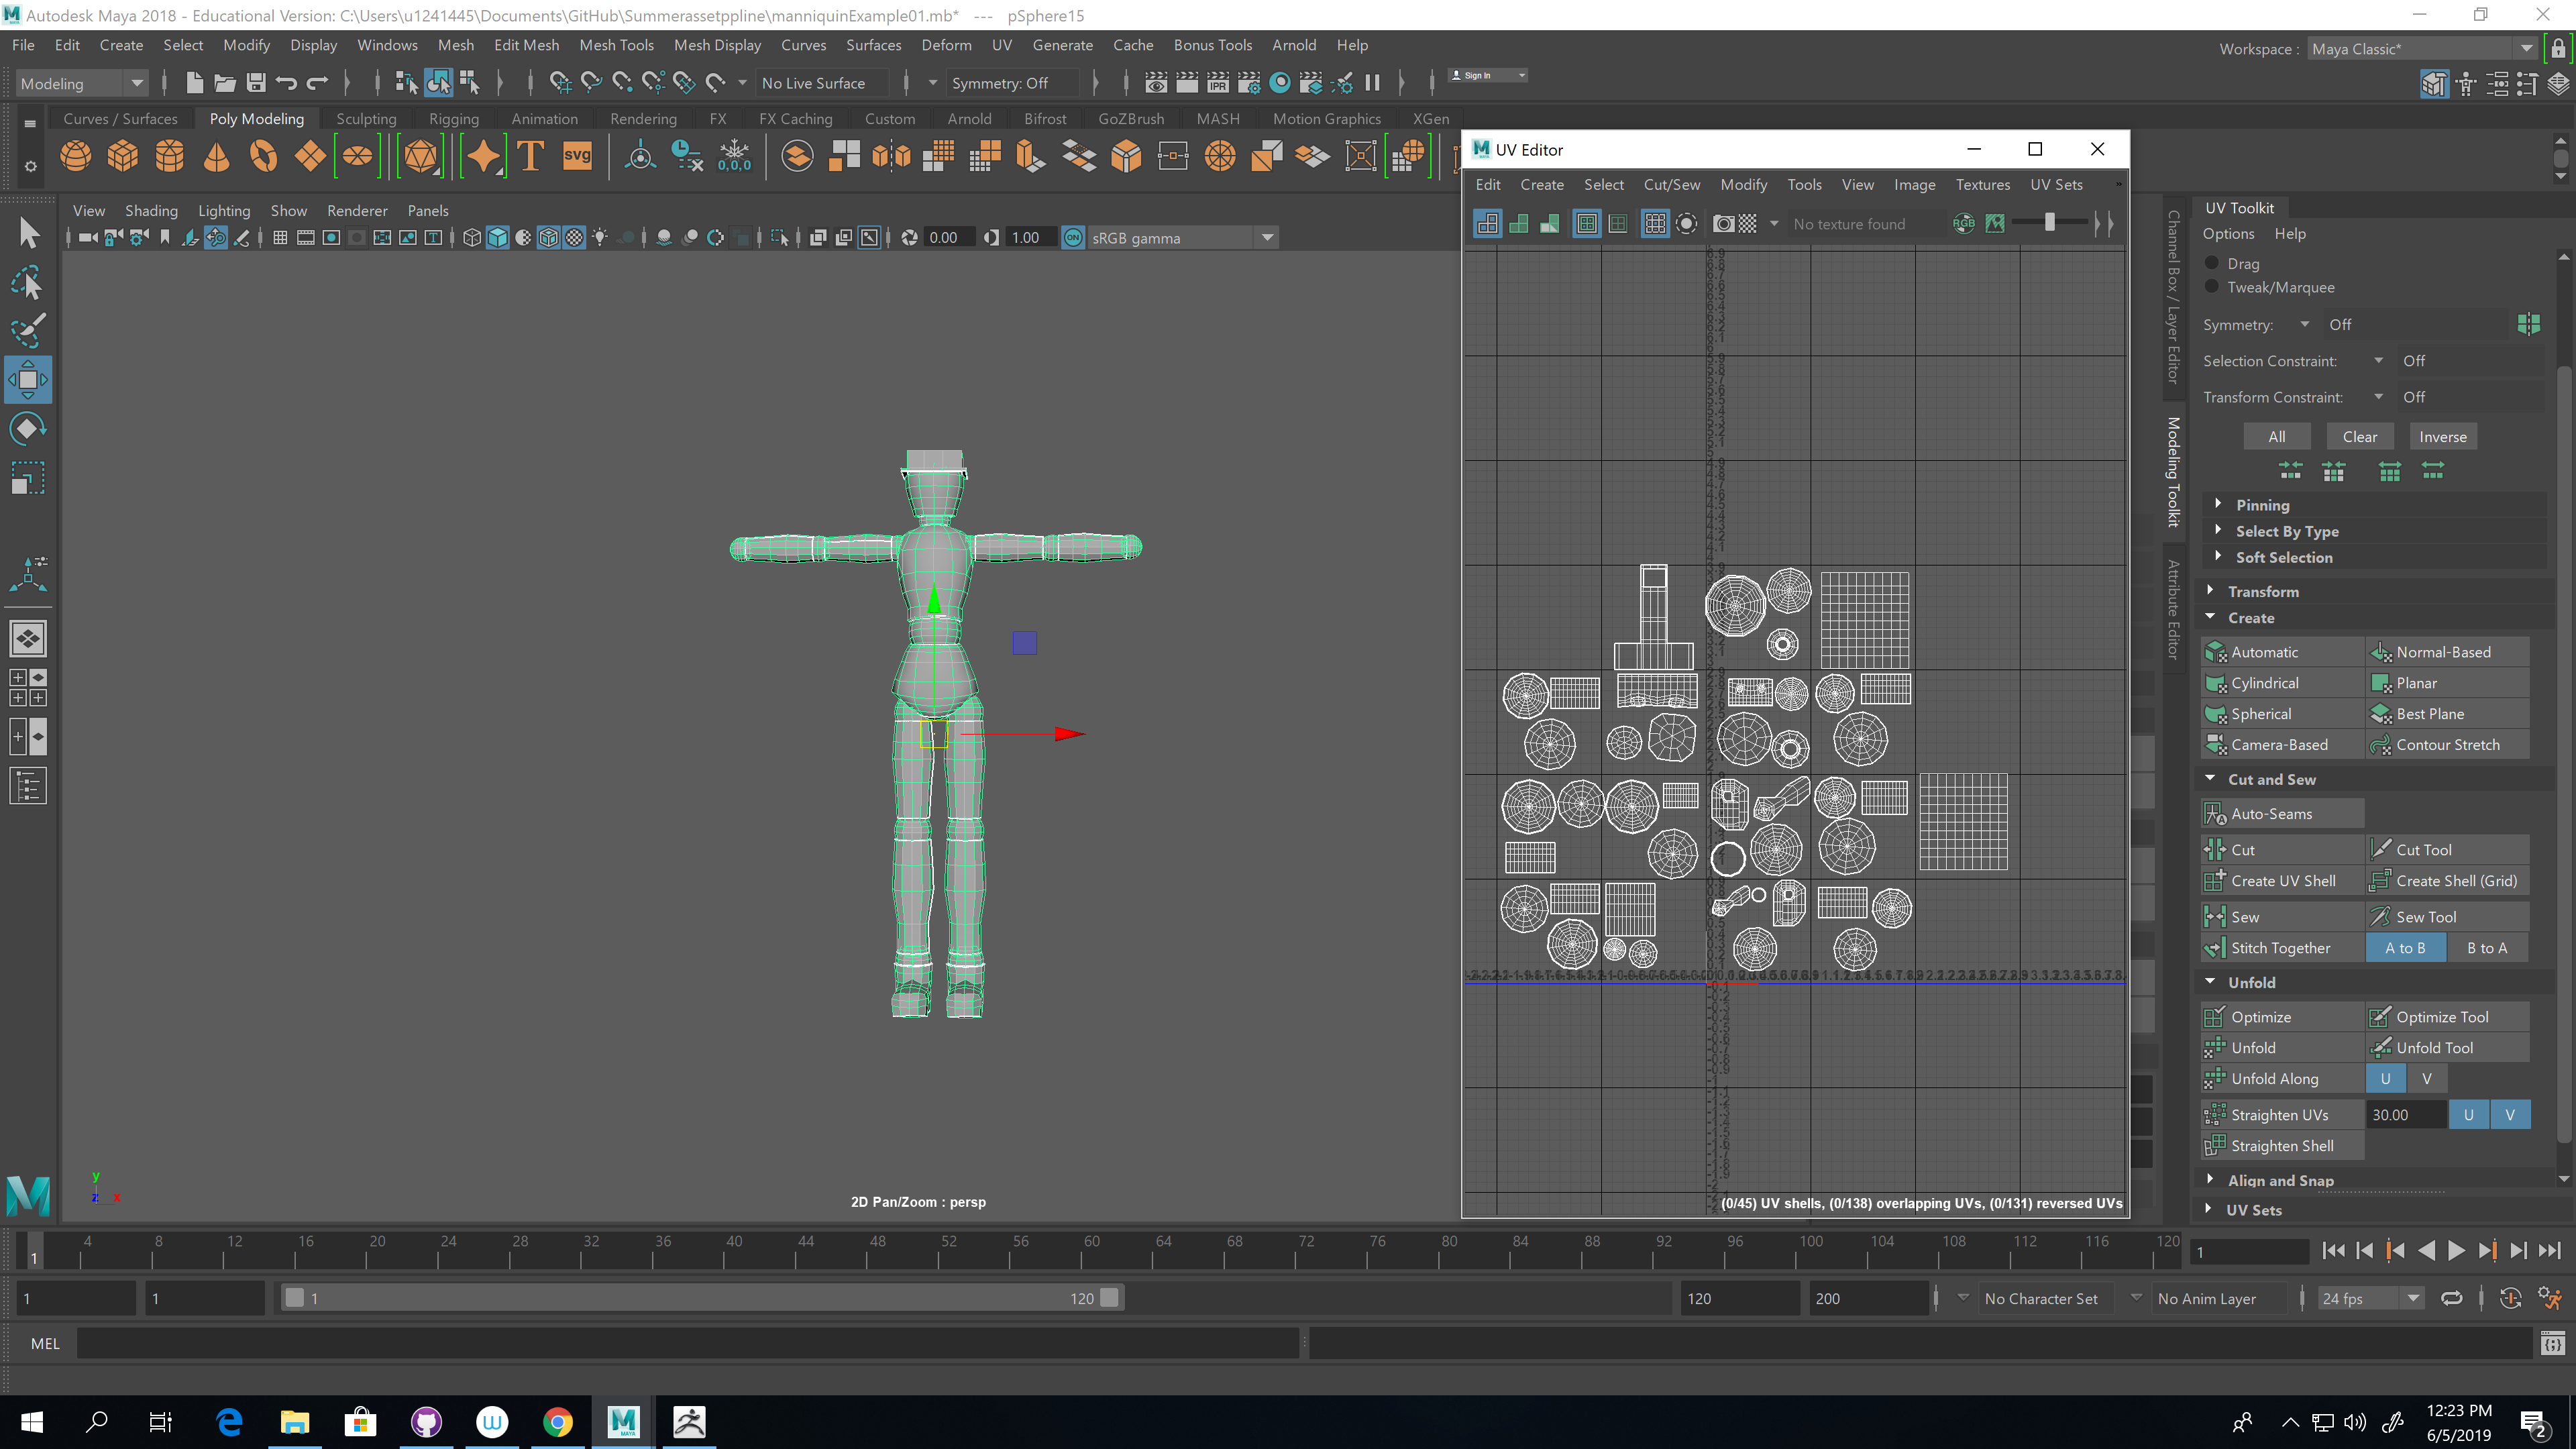 Autodesk Maya 2018 - Educational Version: C:\Users\u1241445\Documents\GitHub\Summerassetppline\manniquinExample01.mb*   ---   pSphere15
File Edit Create Select Modify Display Windows Mesh Edit Mesh Mesh Tools Mesh Display Curves Surfaces Deform UV Generate Cache Bonus Tools Arnold Help
Workspace : Maya Classic*
Modeling No Live Surface Symmetry: Off IPR Sign In
Curves / Surfaces Poly Modeling Sculpting Rigging Animation Rendering FX FX Caching Custom Arnold Bifrost GoZBrush MASH Motion Graphics XGen
T svg 0,0,0
View Shading Lighting Show Renderer Panels
0.00 1.00 ON sRGB gamma
2D Pan/Zoom : persp
y
z x
UV Editor
Edit Create Select Cut/Sew Modify Tools View Image Textures UV Sets
No texture found RGB
(0/45) UV shells, (0/138) overlapping UVs, (0/131) reversed UVs
Channel Box / Layer Editor
Modeling Toolkit
Attribute Editor
UV Toolkit
Options Help
Drag
Tweak/Marquee
Symmetry: Off
Selection Constraint: Off
Transform Constraint: Off
All Clear Inverse
Pinning
Select By Type
Soft Selection
Transform
Create
Automatic Normal-Based
Cylindrical Planar
Spherical Best Plane
Camera-Based Contour Stretch
Cut and Sew
Auto-Seams
Cut Cut Tool
Create UV Shell Create Shell (Grid)
Sew Sew Tool
Stitch Together A to B B to A
Unfold
Optimize Optimize Tool
Unfold Unfold Tool
Unfold Along U V
Straighten UVs 30.00 U V
Straighten Shell
Align and Snap
UV Sets
1 4 8 12 16 20 24 28 32 36 40 44 48 52 56 60 64 68 72 76 80 84 88 92 96 100 104 108 112 116 120 1
1 1 1 120 120 200 No Character Set No Anim Layer 24 fps
MEL
12:23 PM
6/5/2019
2